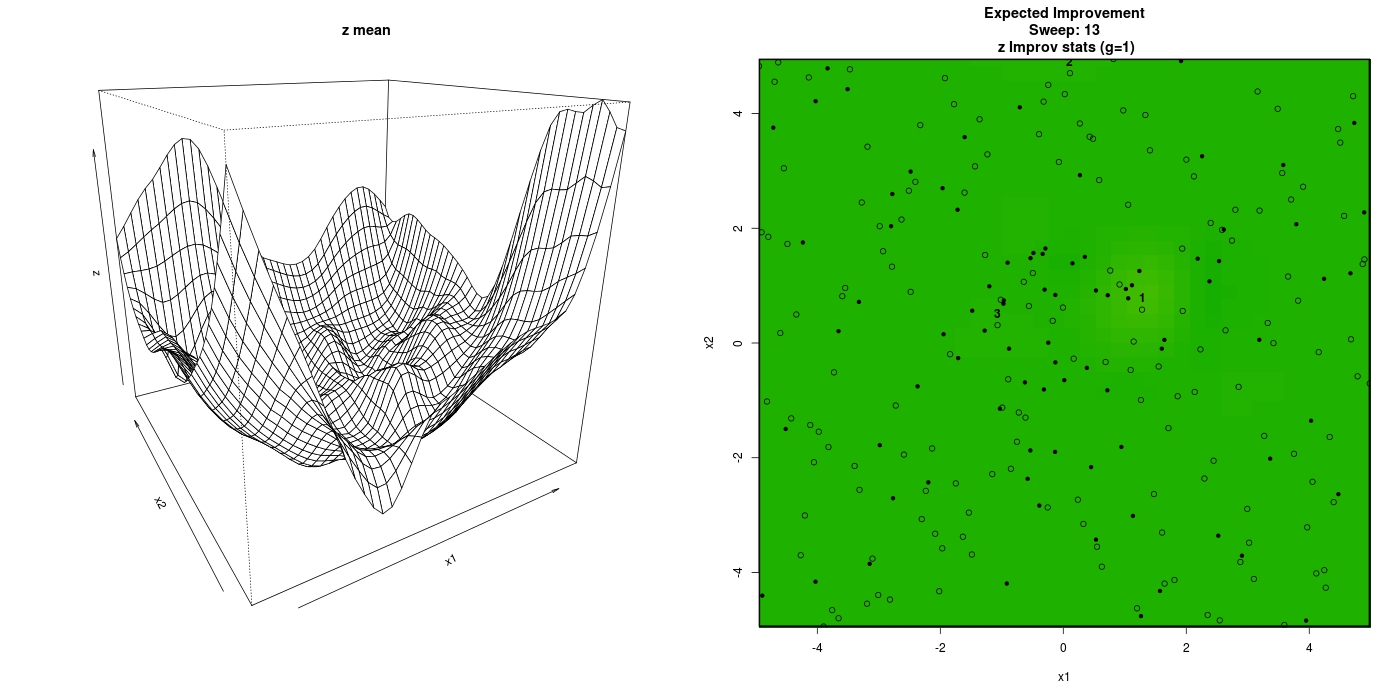 z mean
z
x2
x1
Expected Improvement
Sweep: 13
z Improv stats (g=1)
x2
4
2
0
-2
-4
2
1
3
-4
-2
0
2
4
x1